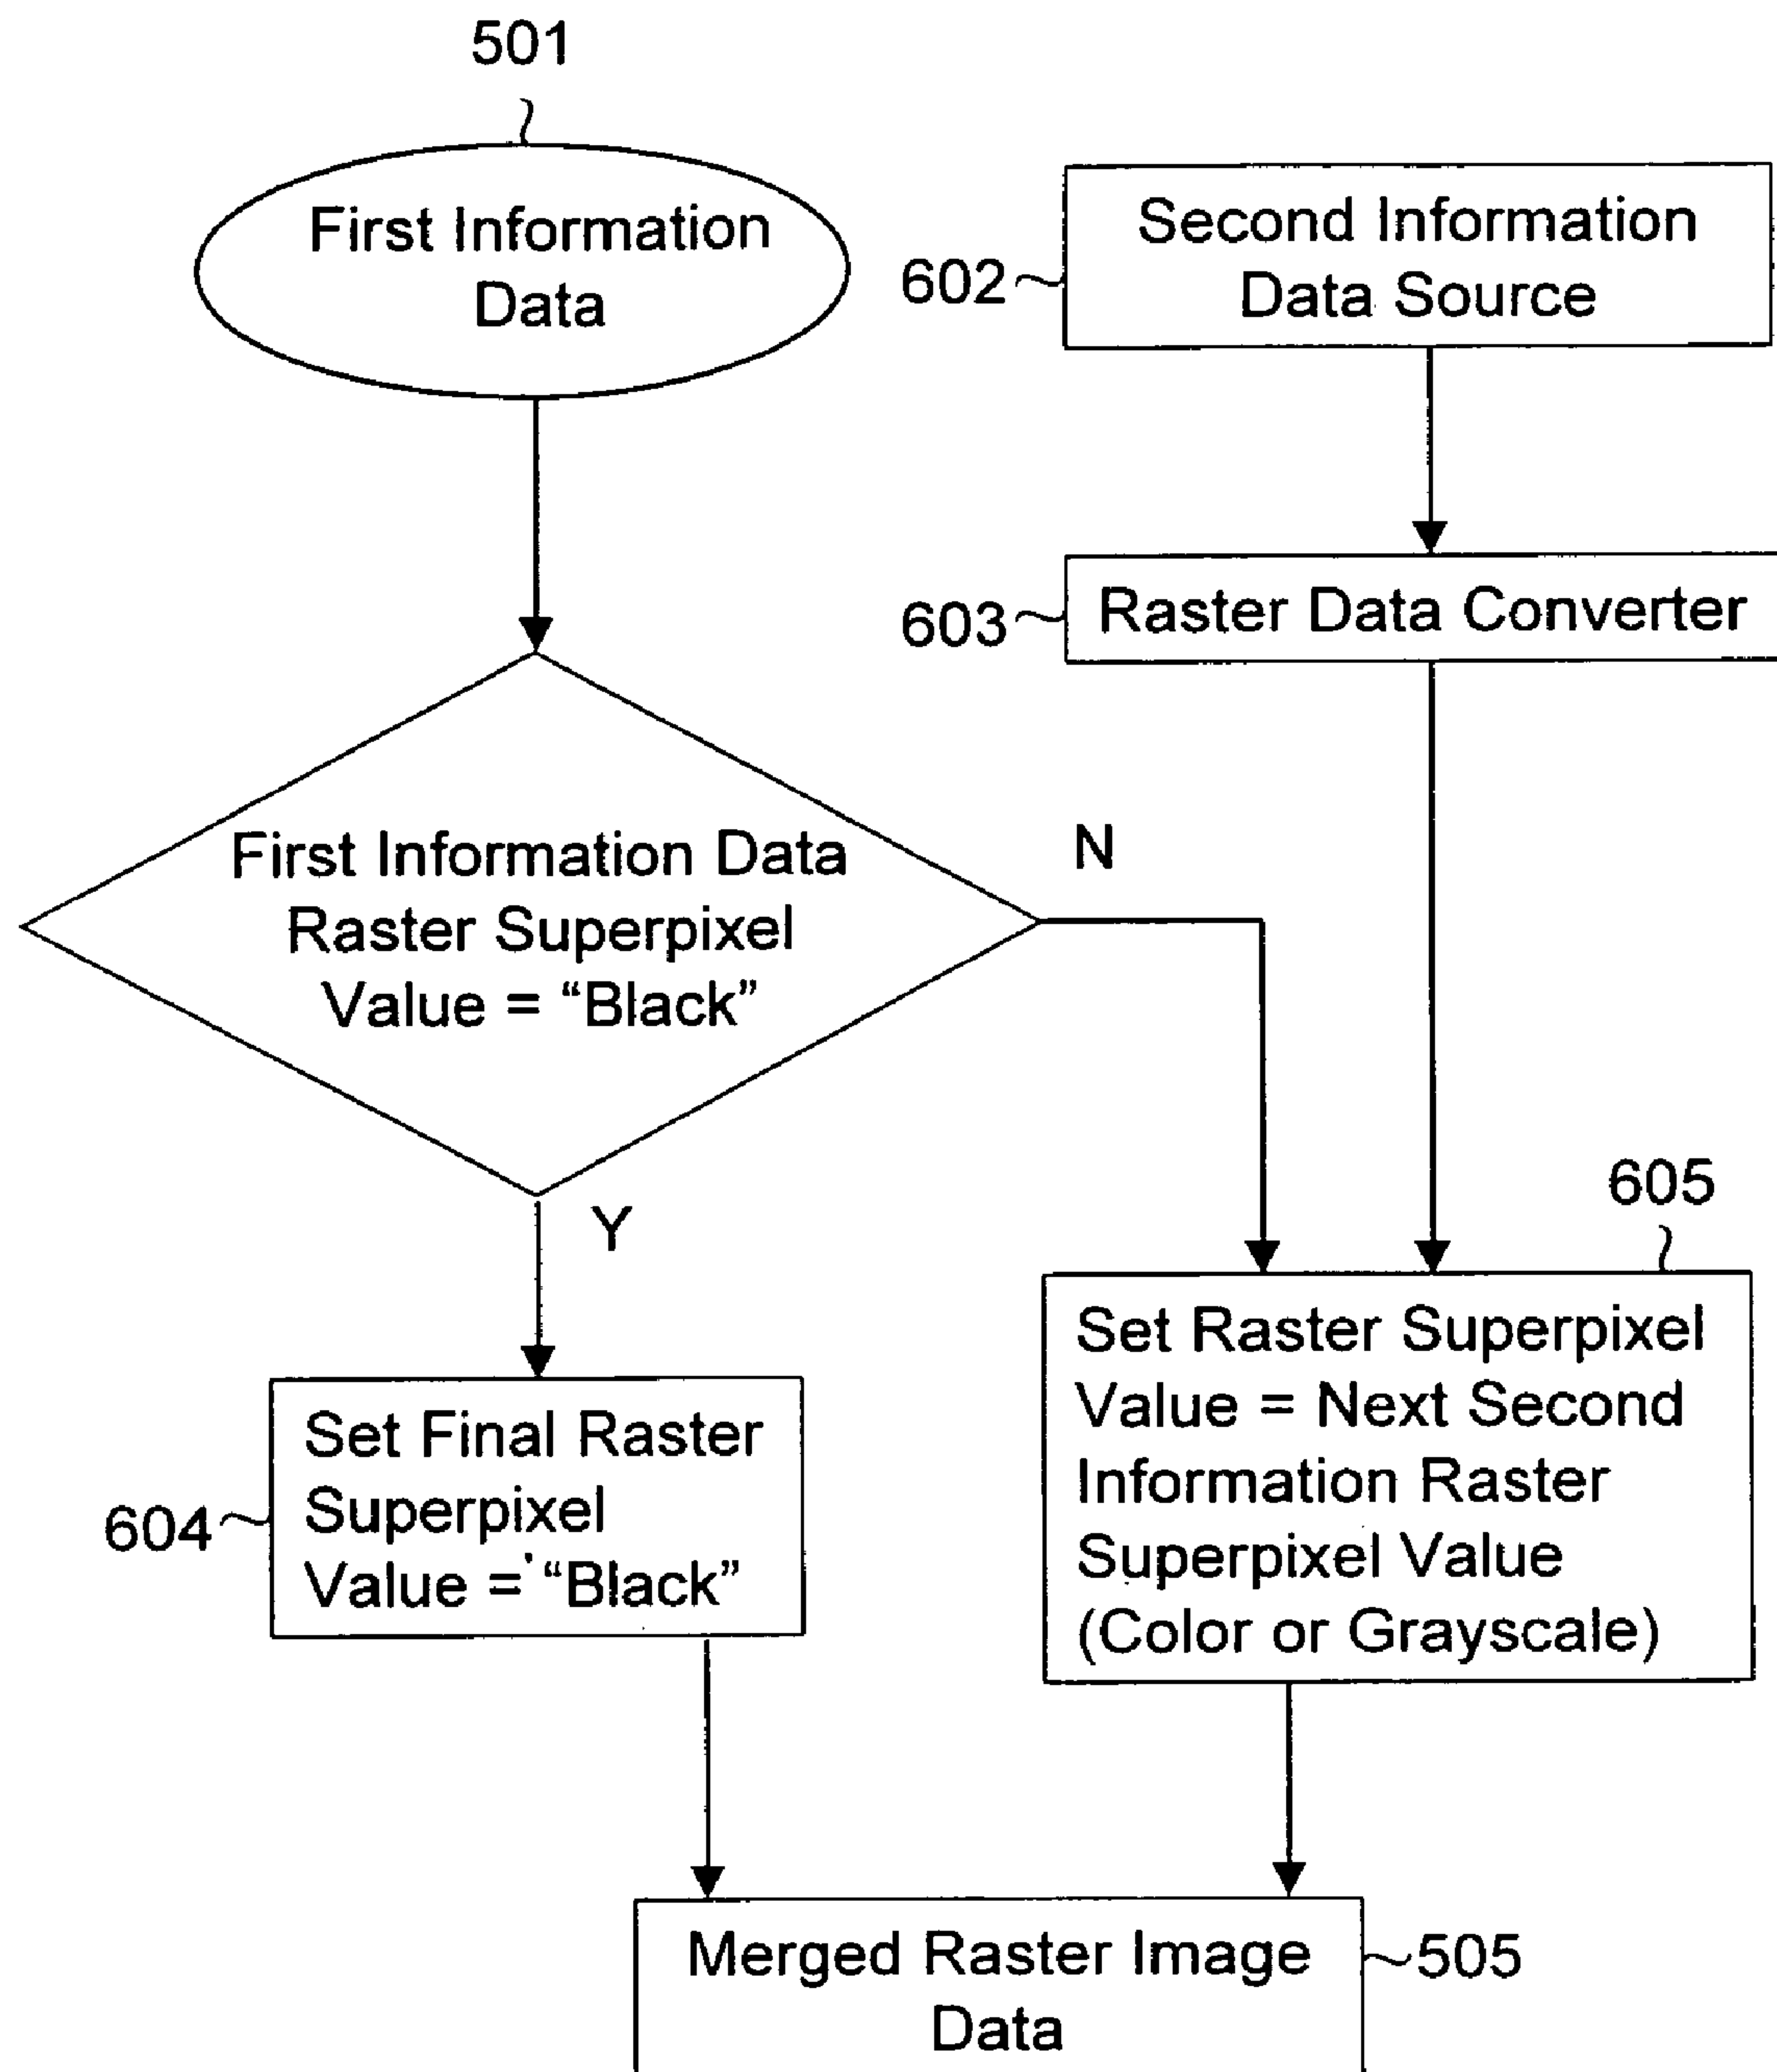 501
First Information
Data
602
Second Information
Data Source
603
Raster Data Converter
First Information Data
Raster Superpixel
Value = “Black”
N
Y
604
Set Final Raster
Superpixel
Value = “Black”
605
Set Raster Superpixel
Value = Next Second
Information Raster
Superpixel Value
(Color or Grayscale)
Merged Raster Image
Data
505